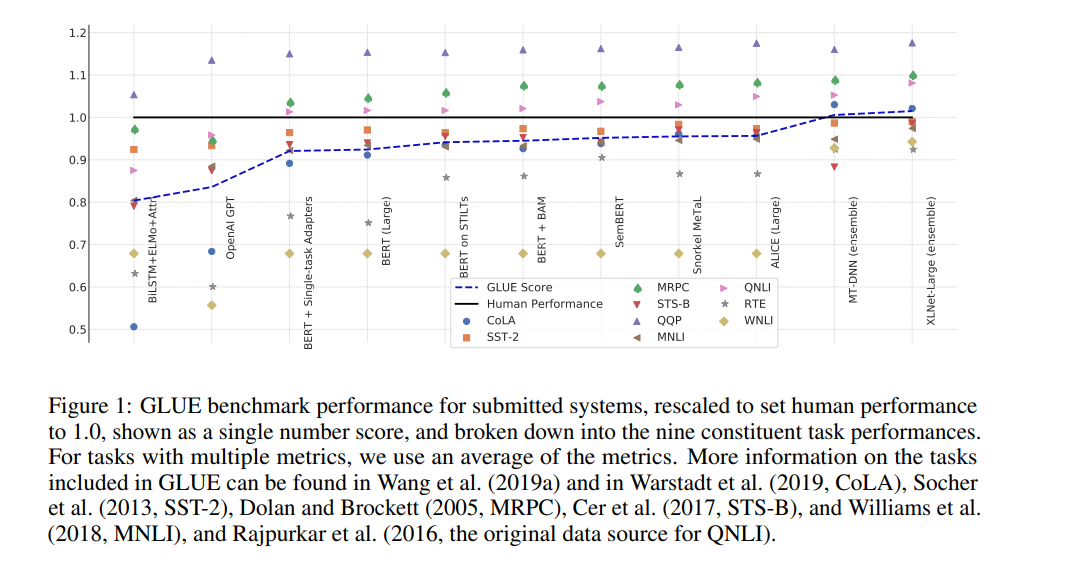 1.2
1.1
1.0
0.9
0.8
0.7
0.6
0.5
BiLSTM+ELMo+Attn
OpenAI GPT
BERT + Single-task Adapters
BERT (Large)
BERT on STILTs
BERT + BAM
SemBERT
Snorkel MeTaL
ALICE (Large)
MT-DNN (ensemble)
XLNet-Large (ensemble)
GLUE Score
Human Performance
CoLA
SST-2
MRPC
STS-B
QQP
MNLI
QNLI
RTE
WNLI
Figure 1: GLUE benchmark performance for submitted systems, rescaled to set human performance
to 1.0, shown as a single number score, and broken down into the nine constituent task performances.
For tasks with multiple metrics, we use an average of the metrics. More information on the tasks
included in GLUE can be found in Wang et al. (2019a) and in Warstadt et al. (2019, CoLA), Socher
et al. (2013, SST-2), Dolan and Brockett (2005, MRPC), Cer et al. (2017, STS-B), and Williams et al.
(2018, MNLI), and Rajpurkar et al. (2016, the original data source for QNLI).